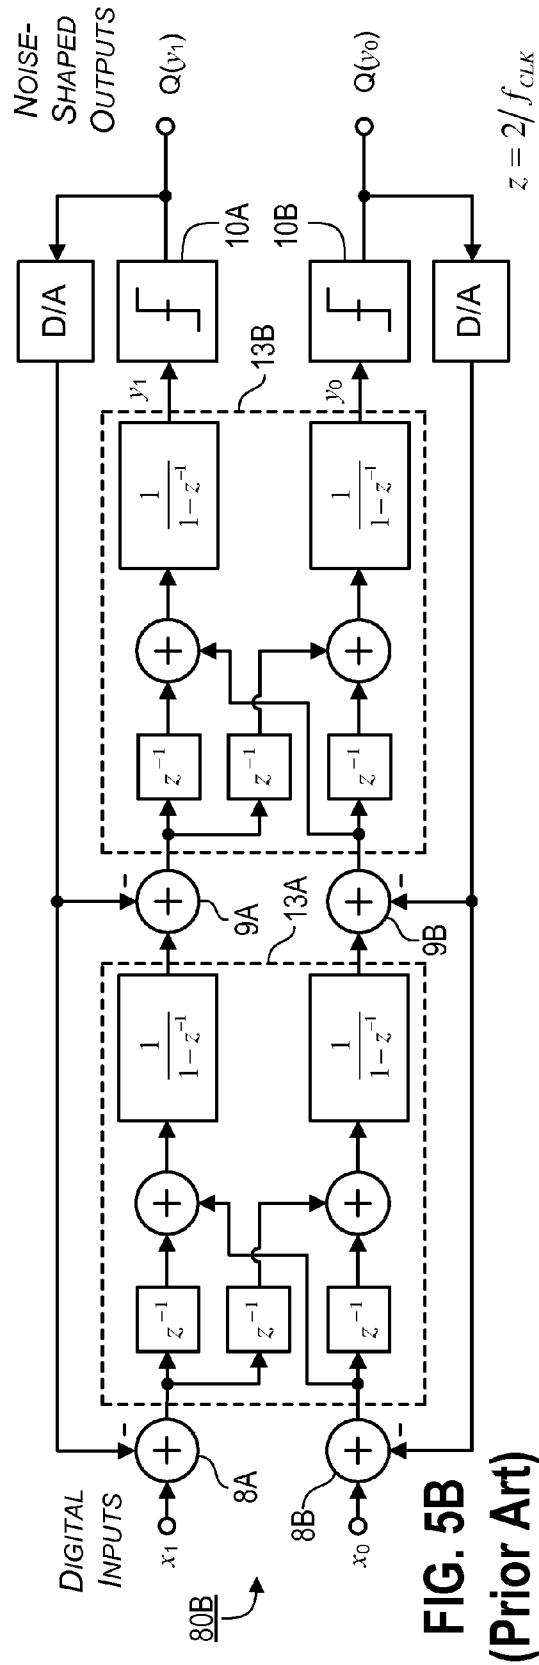 DIGITAL
INPUTS
NOISE-
SHAPED
OUTPUTS
80B
x₁
8A
z⁻¹
z⁻¹
1
1−z⁻¹
13A
9A
z⁻¹
z⁻¹
1
1−z⁻¹
13B
y₁
10A
D/A
Q(y₁)
x₀
8B
z⁻¹
1
1−z⁻¹
9B
z⁻¹
1
1−z⁻¹
y₀
10B
D/A
Q(y₀)
z = 2/f_CLK
FIG. 5B
(Prior Art)
+
+
+
+
+
+
+
+
-
-
-
-